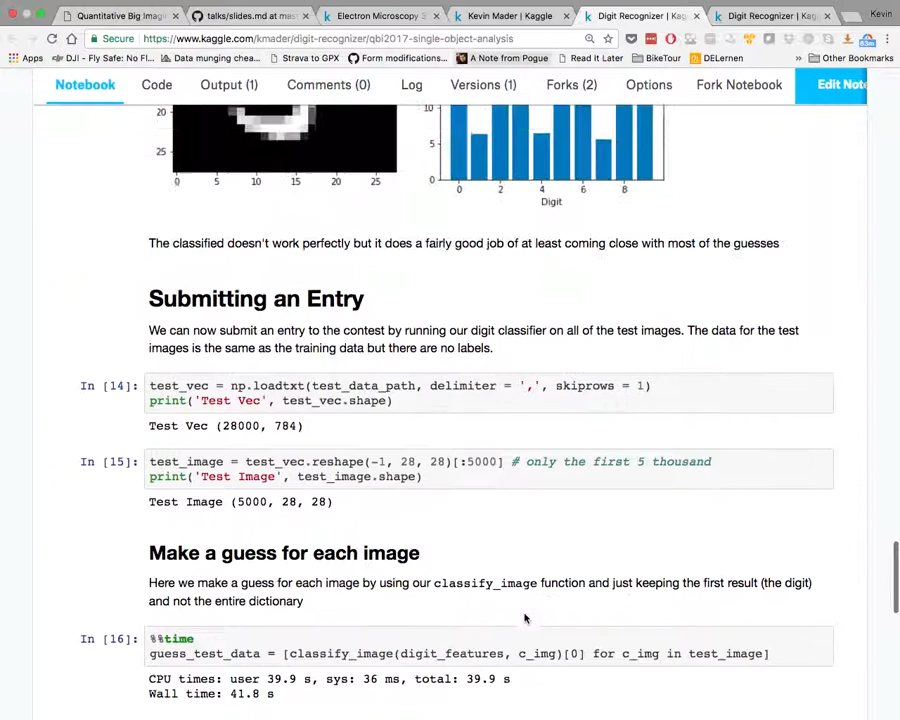 Quantitative Big Imagin
talks/slides.md at mas
Electron Microscopy S
Kevin Mader | Kaggle
Digit Recognizer | Kag
Digit Recognizer | Kag
Kevin
Secure
https://www.kaggle.com/kmader/digit-recognizer/qbi2017-single-object-analysis
Apps
DJI - Fly Safe: No Fl...
Data munging chea...
Strava to GPX
Form modifications...
A Note from Pogue
Read It Later
BikeTour
DELernen
»
Other Bookmarks
Notebook
Code
Output (1)
Comments (0)
Log
Versions (1)
Forks (2)
Options
Fork Notebook
Edit Note
20
25
0 5 10 15 20 25
10
5
0
0 2 4 6 8
Digit
The classified doesn't work perfectly but it does a fairly good job of at least coming close with most of the guesses
Submitting an Entry
We can now submit an entry to the contest by running our digit classifier on all of the test images. The data for the test
images is the same as the training data but there are no labels.
In [14]:
test_vec = np.loadtxt(test_data_path, delimiter = ',', skiprows = 1)
print('Test Vec', test_vec.shape)
Test Vec (28000, 784)
In [15]:
test_image = test_vec.reshape(-1, 28, 28)[:5000] # only the first 5 thousand
print('Test Image', test_image.shape)
Test Image (5000, 28, 28)
Make a guess for each image
Here we make a guess for each image by using our classify_image function and just keeping the first result (the digit)
and not the entire dictionary
In [16]:
%%time
guess_test_data = [classify_image(digit_features, c_img)[0] for c_img in test_image]
CPU times: user 39.9 s, sys: 36 ms, total: 39.9 s
Wall time: 41.8 s